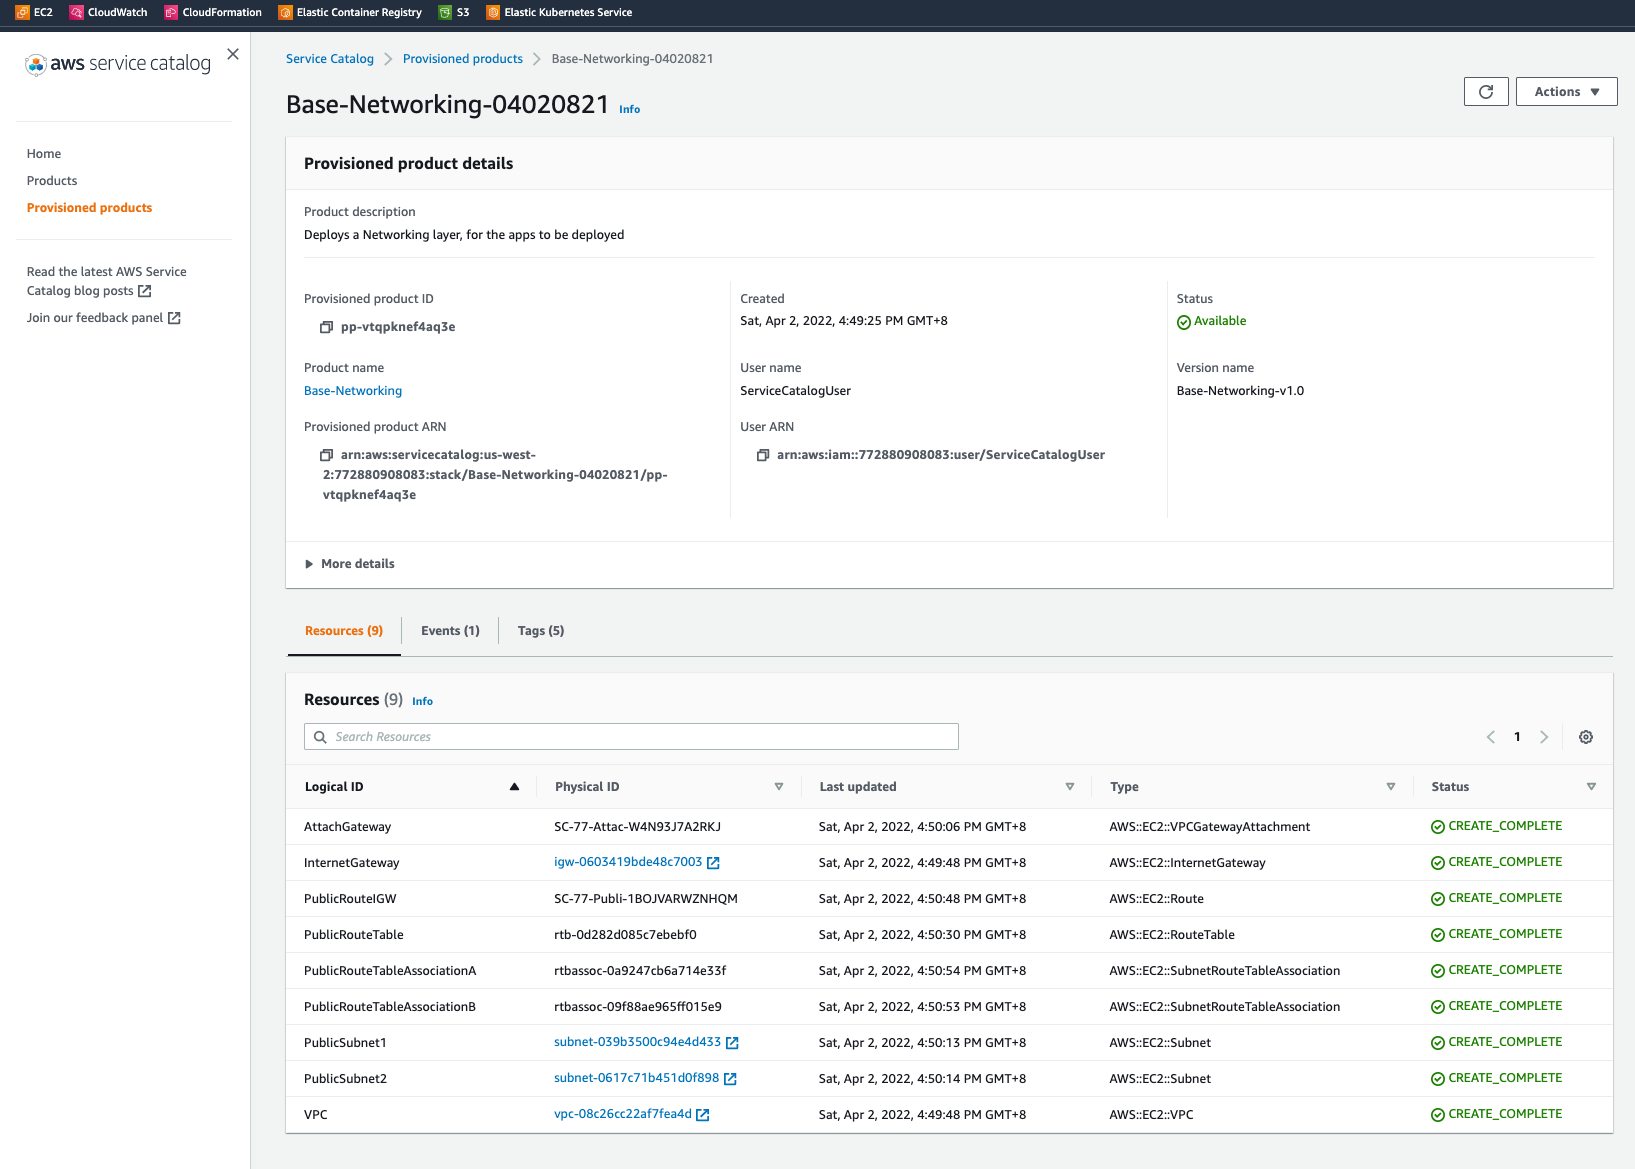 EC2 CloudWatch CloudFormation Elastic Container Registry S3 Elastic Kubernetes Service
aws service catalog
Home
Products
Provisioned products
Read the latest AWS Service
Catalog blog posts
Join our feedback panel
Service Catalog Provisioned products Base-Networking-04020821
Base-Networking-04020821 Info
Actions
Provisioned product details
Product description
Deploys a Networking layer, for the apps to be deployed
Provisioned product ID
pp-vtqpknef4aq3e
Product name
Base-Networking
Provisioned product ARN
arn:aws:servicecatalog:us-west-
2:772880908083:stack/Base-Networking-04020821/pp-
vtqpknef4aq3e
Created
Sat, Apr 2, 2022, 4:49:25 PM GMT+8
User name
ServiceCatalogUser
User ARN
arn:aws:iam::772880908083:user/ServiceCatalogUser
Status
Available
Version name
Base-Networking-v1.0
More details
Resources (9) Events (1) Tags (5)
Resources (9) Info
Search Resources
1
Logical ID Physical ID Last updated Type Status
AttachGateway SC-77-Attac-W4N93J7A2RKJ Sat, Apr 2, 2022, 4:50:06 PM GMT+8 AWS::EC2::VPCGatewayAttachment CREATE_COMPLETE
InternetGateway igw-0603419bde48c7003 Sat, Apr 2, 2022, 4:49:48 PM GMT+8 AWS::EC2::InternetGateway CREATE_COMPLETE
PublicRouteIGW SC-77-Publi-1BOJVARWZNHQM Sat, Apr 2, 2022, 4:50:48 PM GMT+8 AWS::EC2::Route CREATE_COMPLETE
PublicRouteTable rtb-0d282d085c7ebebf0 Sat, Apr 2, 2022, 4:50:30 PM GMT+8 AWS::EC2::RouteTable CREATE_COMPLETE
PublicRouteTableAssociationA rtbassoc-0a9247cb6a714e33f Sat, Apr 2, 2022, 4:50:54 PM GMT+8 AWS::EC2::SubnetRouteTableAssociation CREATE_COMPLETE
PublicRouteTableAssociationB rtbassoc-09f88ae965ff015e9 Sat, Apr 2, 2022, 4:50:53 PM GMT+8 AWS::EC2::SubnetRouteTableAssociation CREATE_COMPLETE
PublicSubnet1 subnet-039b3500c94e4d433 Sat, Apr 2, 2022, 4:50:13 PM GMT+8 AWS::EC2::Subnet CREATE_COMPLETE
PublicSubnet2 subnet-0617c71b451d0f898 Sat, Apr 2, 2022, 4:50:14 PM GMT+8 AWS::EC2::Subnet CREATE_COMPLETE
VPC vpc-08c26cc22af7fea4d Sat, Apr 2, 2022, 4:49:48 PM GMT+8 AWS::EC2::VPC CREATE_COMPLETE